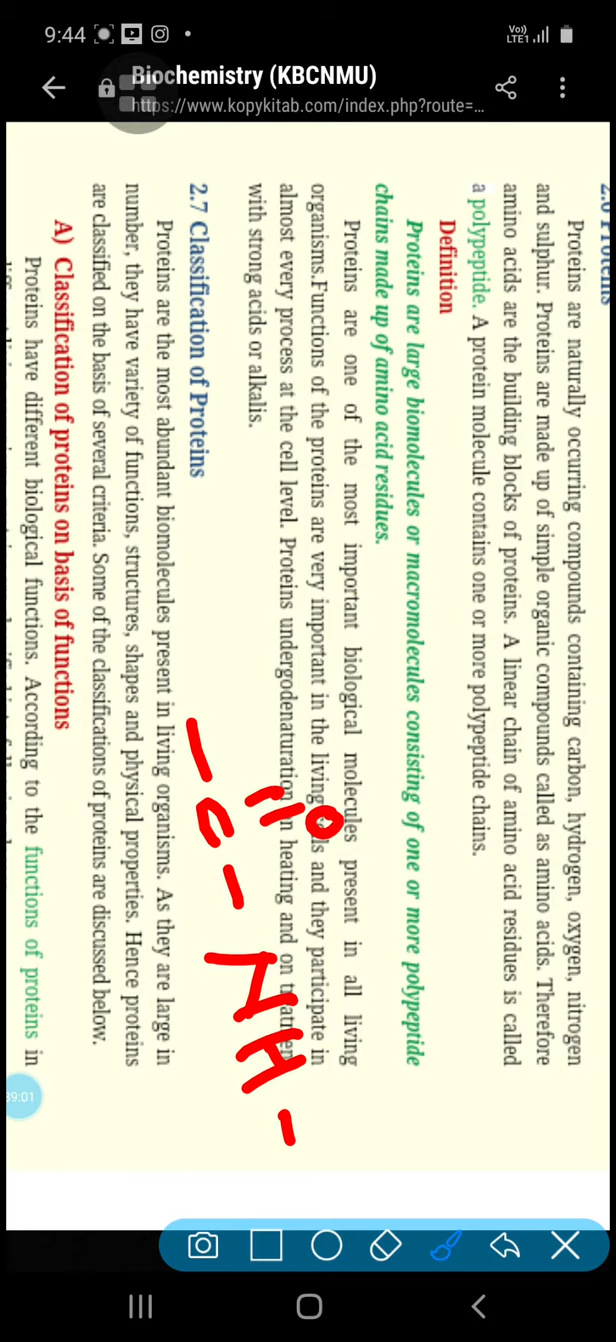 9:44
Vo))
LTE1
Biochemistry (KBCNMU)
https://www.kopykitab.com/index.php?route=...
2.6 Proteins
Proteins are naturally occurring compounds containing carbon, hydrogen, oxygen, nitrogen
and sulphur. Proteins are made up of simple organic compounds called as amino acids. Therefore
amino acids are the building blocks of proteins. A linear chain of amino acid residues is called
a polypeptide. A protein molecule contains one or more polypeptide chains.
Definition
Proteins are large biomolecules or macromolecules consisting of one or more polypeptide
chains made up of amino acid residues.
Proteins are one of the most important biological molecules present in all living
organisms.Functions of the proteins are very important in the living and they participate in
almost every process at the cell level. Proteins undergodenaturation on heating and on
with strong acids or alkalis.
2.7 Classification of Proteins
Proteins are the most abundant biomolecules present in living organisms. As they are large in
number, they have variety of functions, structures, shapes and physical properties. Hence proteins
are classified on the basis of several criteria. Some of the classifications of proteins are discussed below.
A) Classification of proteins on basis of functions
Proteins have different biological functions. According to the functions of proteins in
O
- C - NH -
39:01